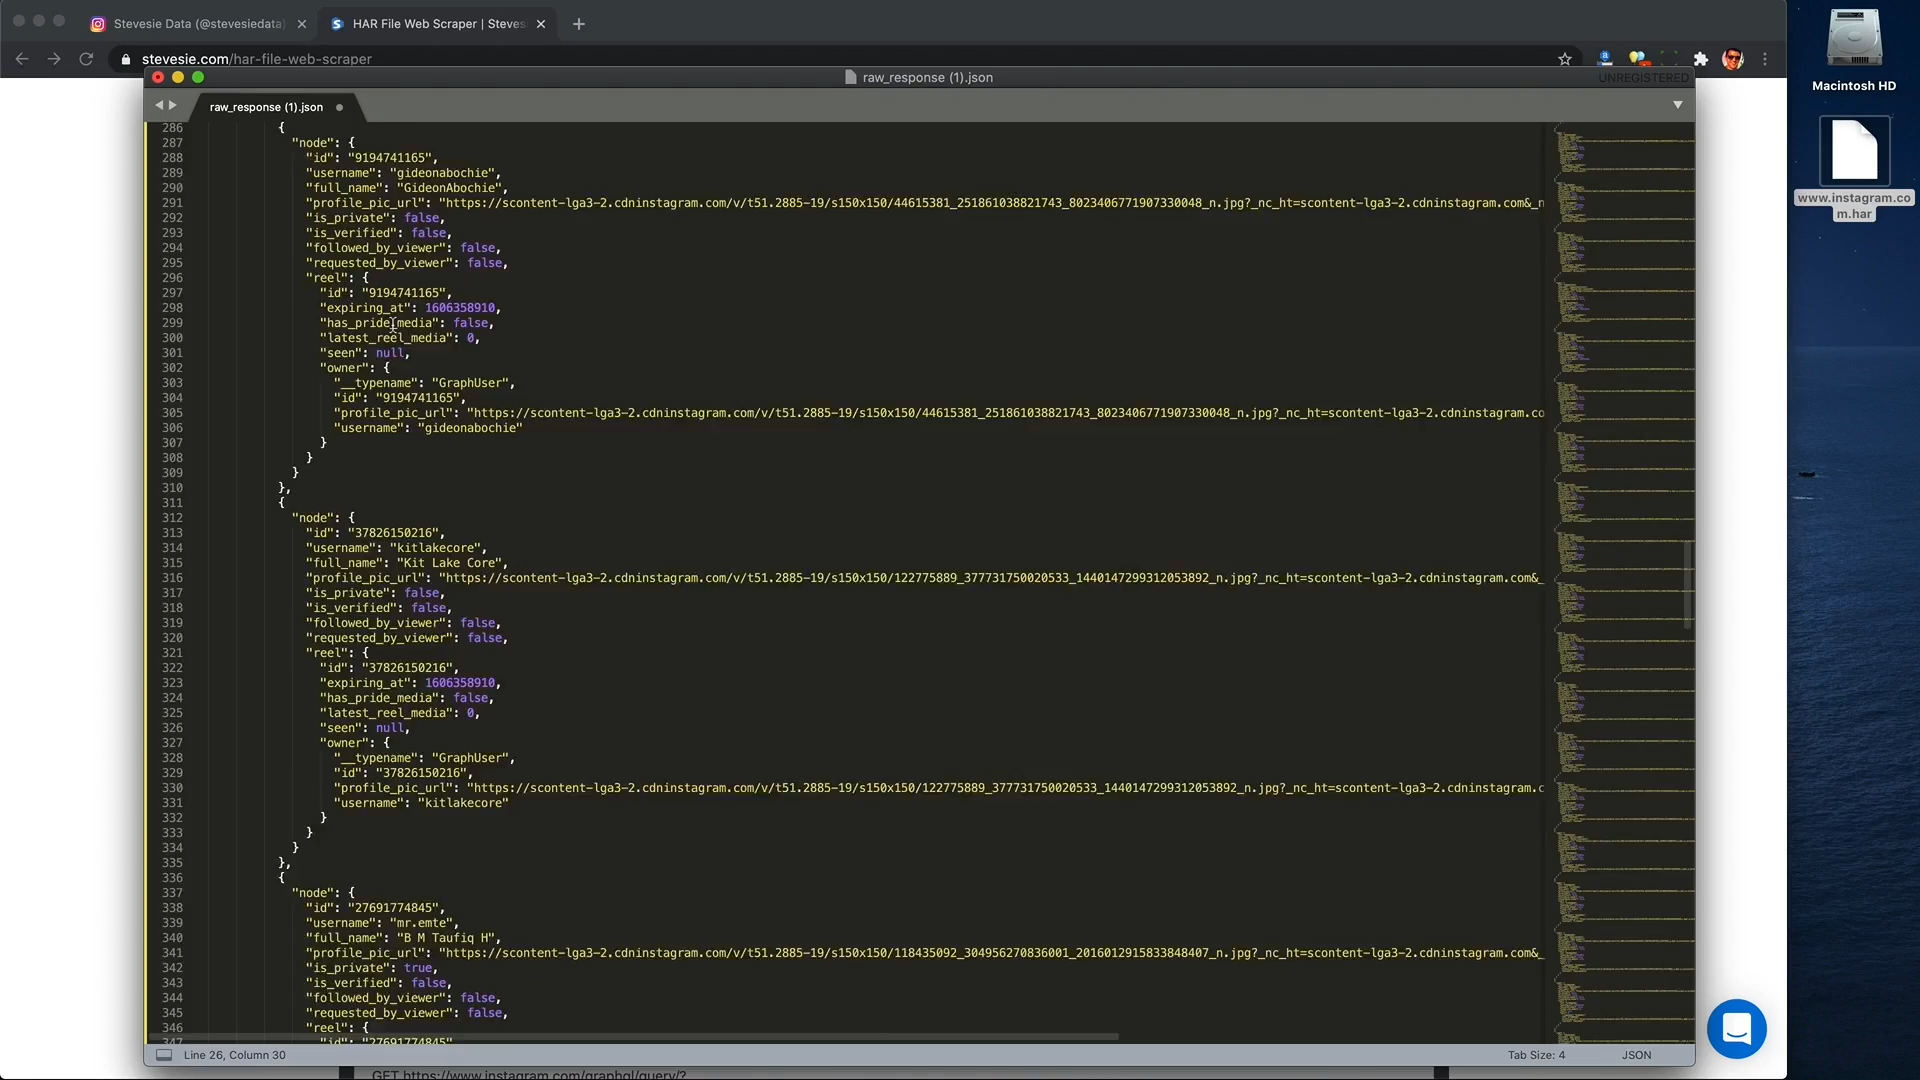 Stevesie Data (@stevesiedata)
HAR File Web Scraper | Steves
stevesie.com/har-file-web-scraper
raw_response (1).json
UNREGISTERED
raw_response (1).json
286 {
287 "node": {
288 "id": "9194741165",
289 "username": "gideonabochie",
290 "full_name": "GideonAbochie",
291 "profile_pic_url": "https://scontent-lga3-2.cdninstagram.com/v/t51.2885-19/s150x150/44615381_251861038821743_8023406771907330048_n.jpg?_nc_ht=scontent-lga3-2.cdninstagram.com&_n
292 "is_private": false,
293 "is_verified": false,
294 "followed_by_viewer": false,
295 "requested_by_viewer": false,
296 "reel": {
297 "id": "9194741165",
298 "expiring_at": 1606358910,
299 "has_pride_media": false,
300 "latest_reel_media": 0,
301 "seen": null,
302 "owner": {
303 "__typename": "GraphUser",
304 "id": "9194741165",
305 "profile_pic_url": "https://scontent-lga3-2.cdninstagram.com/v/t51.2885-19/s150x150/44615381_251861038821743_8023406771907330048_n.jpg?_nc_ht=scontent-lga3-2.cdninstagram.co
306 "username": "gideonabochie"
307 }
308 }
309 }
310 },
311 {
312 "node": {
313 "id": "37826150216",
314 "username": "kitlakecore",
315 "full_name": "Kit Lake Core",
316 "profile_pic_url": "https://scontent-lga3-2.cdninstagram.com/v/t51.2885-19/s150x150/122775889_377731750020533_1440147299312053892_n.jpg?_nc_ht=scontent-lga3-2.cdninstagram.com&_
317 "is_private": false,
318 "is_verified": false,
319 "followed_by_viewer": false,
320 "requested_by_viewer": false,
321 "reel": {
322 "id": "37826150216",
323 "expiring_at": 1606358910,
324 "has_pride_media": false,
325 "latest_reel_media": 0,
326 "seen": null,
327 "owner": {
328 "__typename": "GraphUser",
329 "id": "37826150216",
330 "profile_pic_url": "https://scontent-lga3-2.cdninstagram.com/v/t51.2885-19/s150x150/122775889_377731750020533_1440147299312053892_n.jpg?_nc_ht=scontent-lga3-2.cdninstagram.c
331 "username": "kitlakecore"
332 }
333 }
334 }
335 },
336 {
337 "node": {
338 "id": "27691774845",
339 "username": "mr.emte",
340 "full_name": "B M Taufiq H",
341 "profile_pic_url": "https://scontent-lga3-2.cdninstagram.com/v/t51.2885-19/s150x150/118435092_304956270836001_2016012915833848407_n.jpg?_nc_ht=scontent-lga3-2.cdninstagram.com&_
342 "is_private": true,
343 "is_verified": false,
344 "followed_by_viewer": false,
345 "requested_by_viewer": false,
346 "reel": {
347 "id": "27691774845"
Line 26, Column 30
Tab Size: 4
JSON
GET https://www.instagram.com/graphql/query/?
Macintosh HD
www.instagram.co
m.har